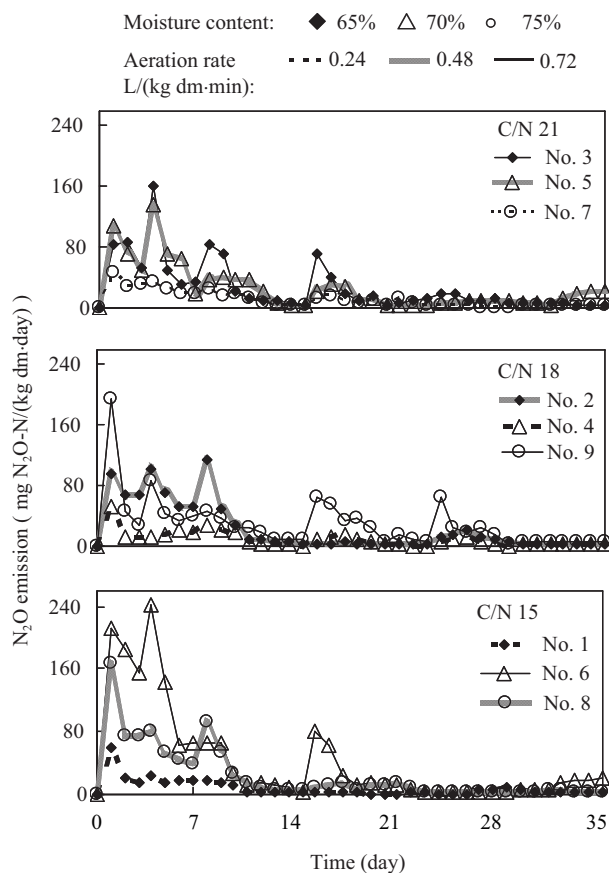 Moisture content: 65% 70% 75%
Aeration rate 0.24 0.48 0.72
L/(kg dm·min):
N₂O emission ( mg N₂O-N/(kg dm·day) )
240
160
80
0
C/N 21
No. 3
No. 5
No. 7
240
160
80
0
C/N 18
No. 2
No. 4
No. 9
240
160
80
0
C/N 15
No. 1
No. 6
No. 8
0 7 14 21 28 35
Time (day)